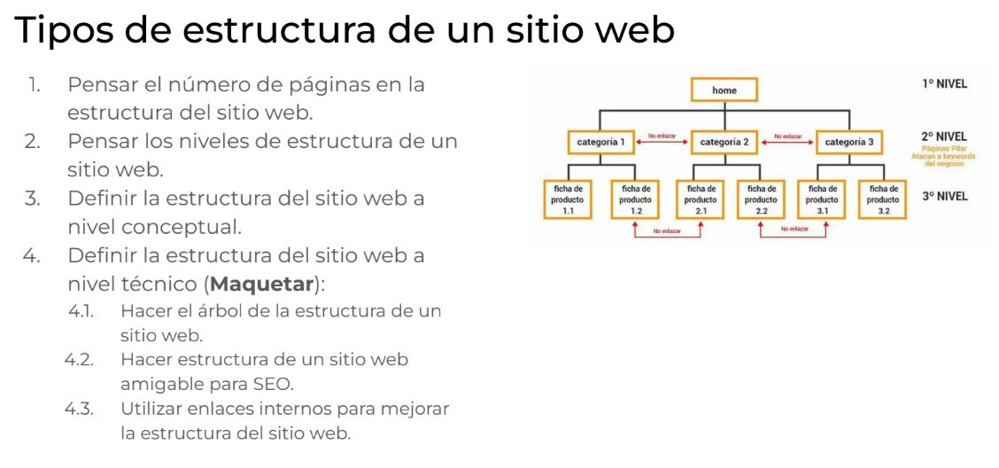 Tipos de estructura de un sitio web
1. Pensar el número de páginas en la
estructura del sitio web.
2. Pensar los niveles de estructura de un
sitio web.
3. Definir la estructura del sitio web a
nivel conceptual.
4. Definir la estructura del sitio web a
nivel técnico (Maquetar):
4.1. Hacer el árbol de la estructura de un
sitio web.
4.2. Hacer estructura de un sitio web
amigable para SEO.
4.3. Utilizar enlaces internos para mejorar
la estructura del sitio web.
home
1º NIVEL
categoría 1
No enlazar
categoría 2
No enlazar
categoría 3
2º NIVEL
Páginas Pilar
Atacan a keywords
del negocio
ficha de
producto
1.1
ficha de
producto
1.2
ficha de
producto
2.1
ficha de
producto
2.2
ficha de
producto
3.1
ficha de
producto
3.2
3º NIVEL
No enlazar
No enlazar